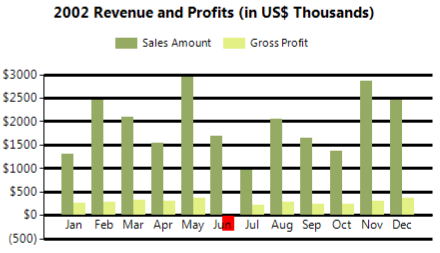 2002 Revenue and Profits (in US$ Thousands)
Sales Amount Gross Profit
$3000
$2500
$2000
$1500
$1000
$500
$0
Jan Feb Mar Apr May Jun Jul Aug Sep Oct Nov Dec
(500)